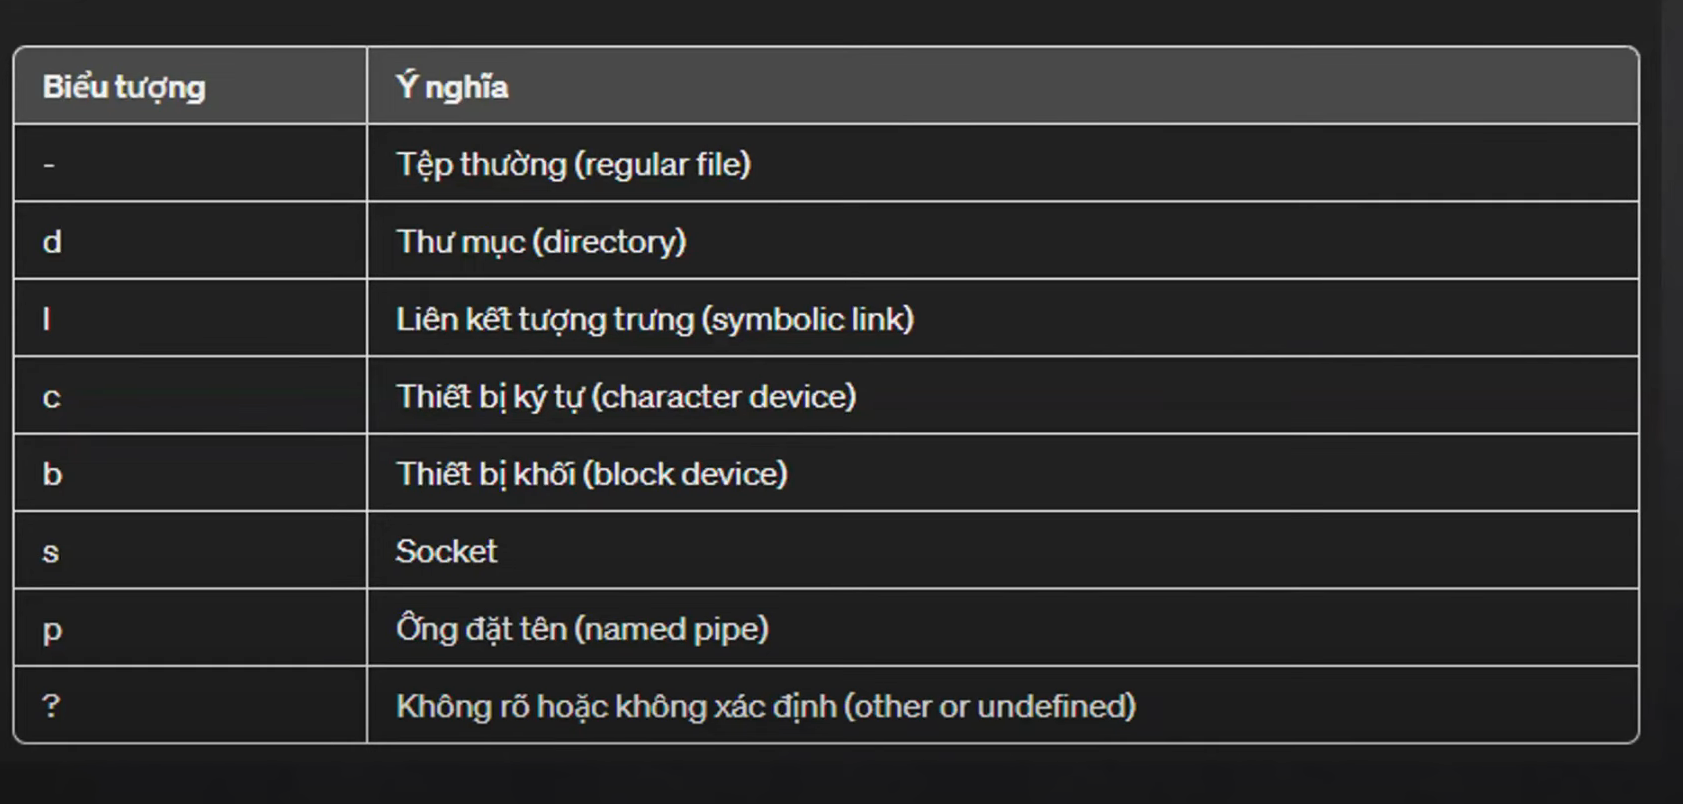 Biểu tượng Ý nghĩa
- Tệp thường (regular file)
d Thư mục (directory)
l Liên kết tượng trưng (symbolic link)
c Thiết bị ký tự (character device)
b Thiết bị khối (block device)
s Socket
p Ống đặt tên (named pipe)
? Không rõ hoặc không xác định (other or undefined)